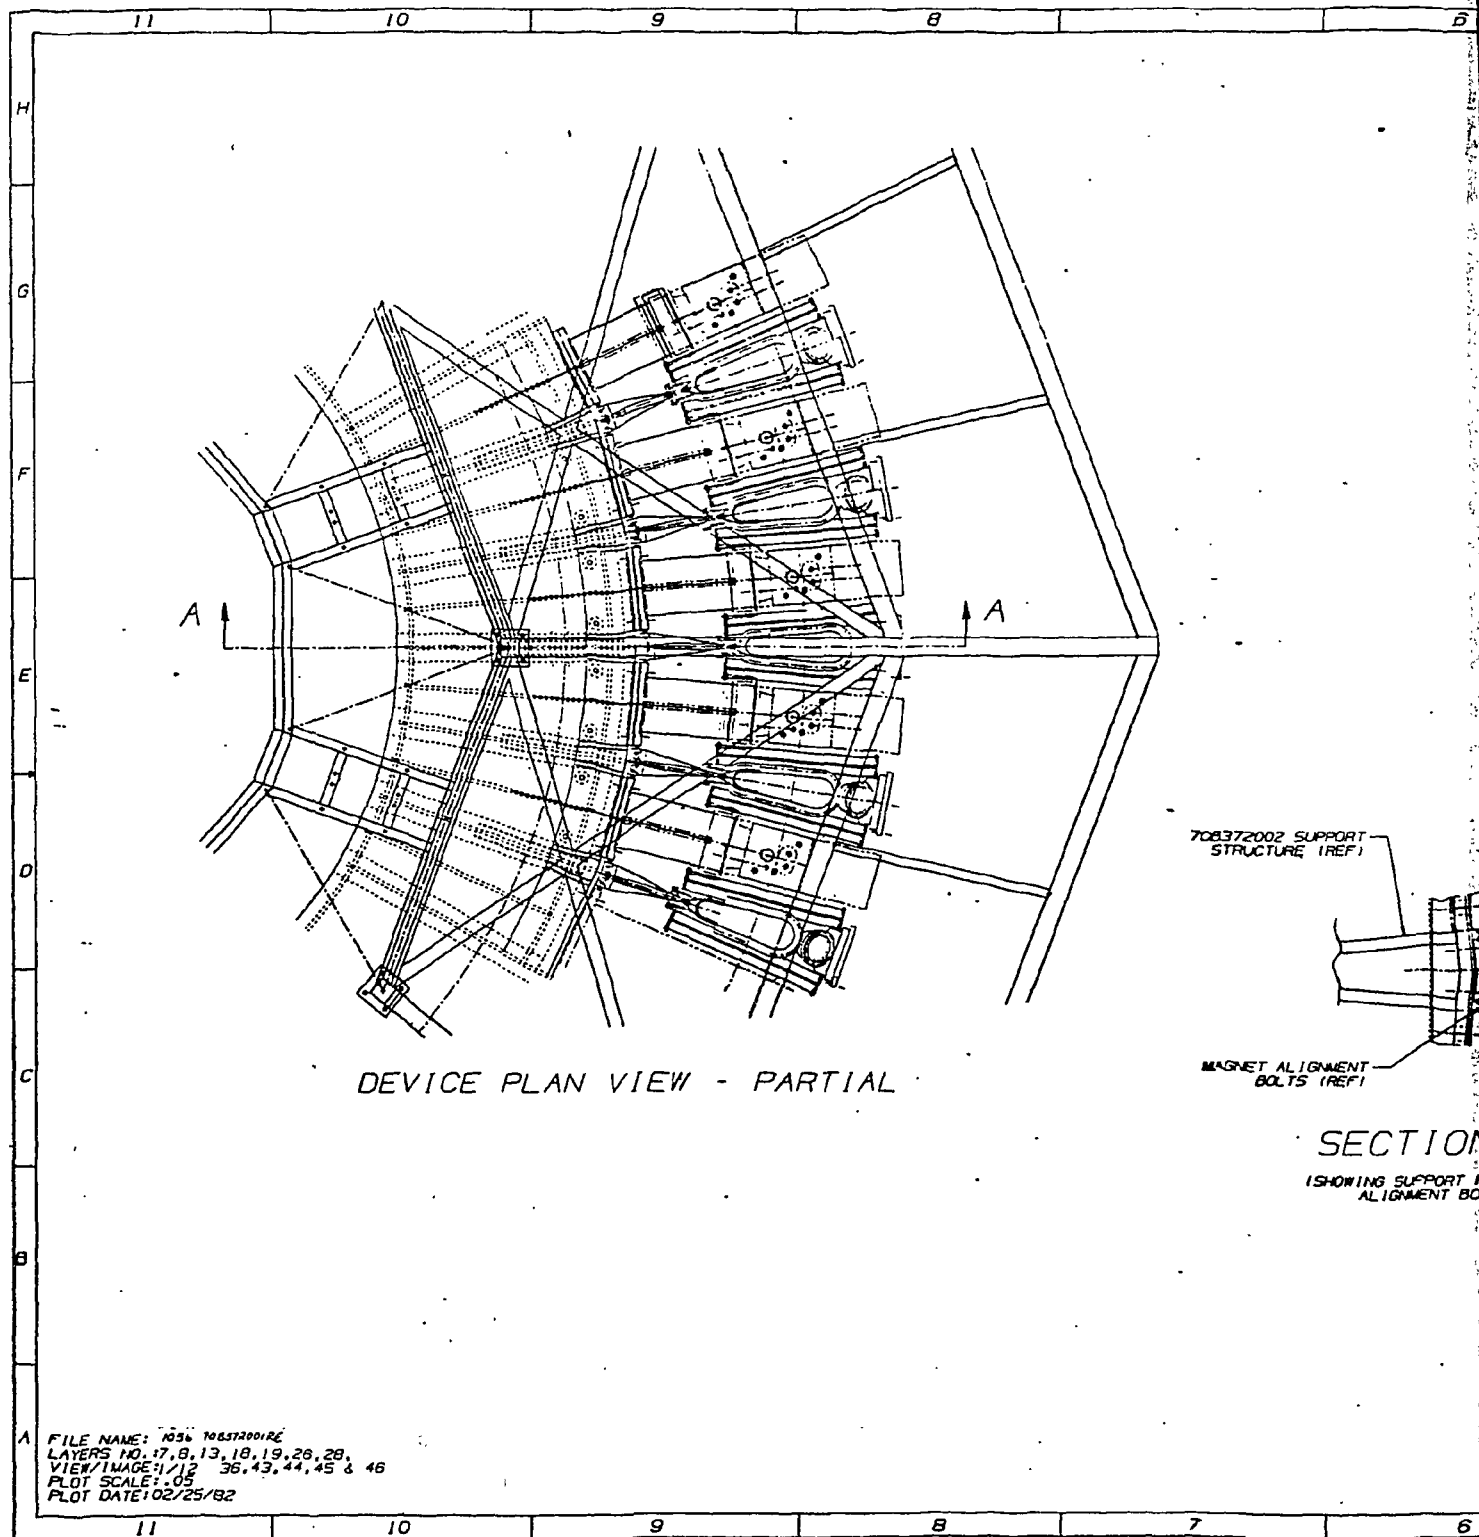 11 10 9 8 6
H
G
F
A A
E
708372002 SUPPORT
STRUCTURE (REF)
D
MAGNET ALIGNMENT
BOLTS (REF)
C
DEVICE PLAN VIEW - PARTIAL
SECTION
(SHOWING SUPPORT
ALIGNMENT BO
B
A
FILE NAME:
LAYERS NO.:7,8,13,18,19,26,28,
VIEW/IMAGE:1/12 36,43,44,45 & 46
PLOT SCALE:.05
PLOT DATE:02/25/82
11 10 9 8 7 6